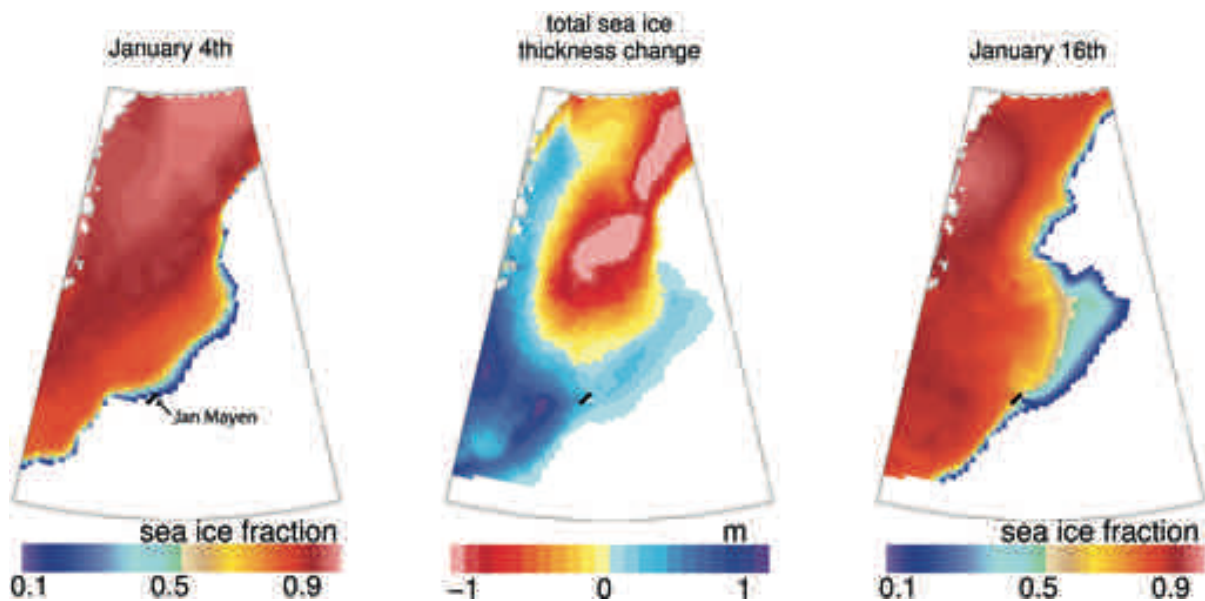 January 4th
total sea ice
thickness change
January 16th
Jan Mayen
sea ice fraction
0.1 0.5 0.9
m
−1 0 1
sea ice fraction
0.1 0.5 0.9